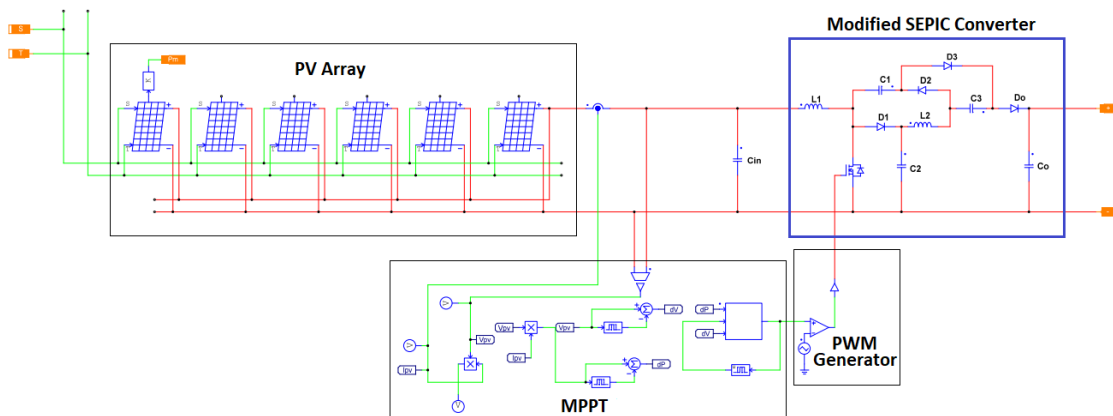 Modified SEPIC Converter
S
T
Pm
K
PV Array
L1
C1
D3
D2
C3
Do
D1
L2
C2
Co
Cin
+
-
V
V
V
Vpv
Ipv
Vpv
Ipv
Vpv
dV
dP
dP
dV
MPPT
PWM
Generator